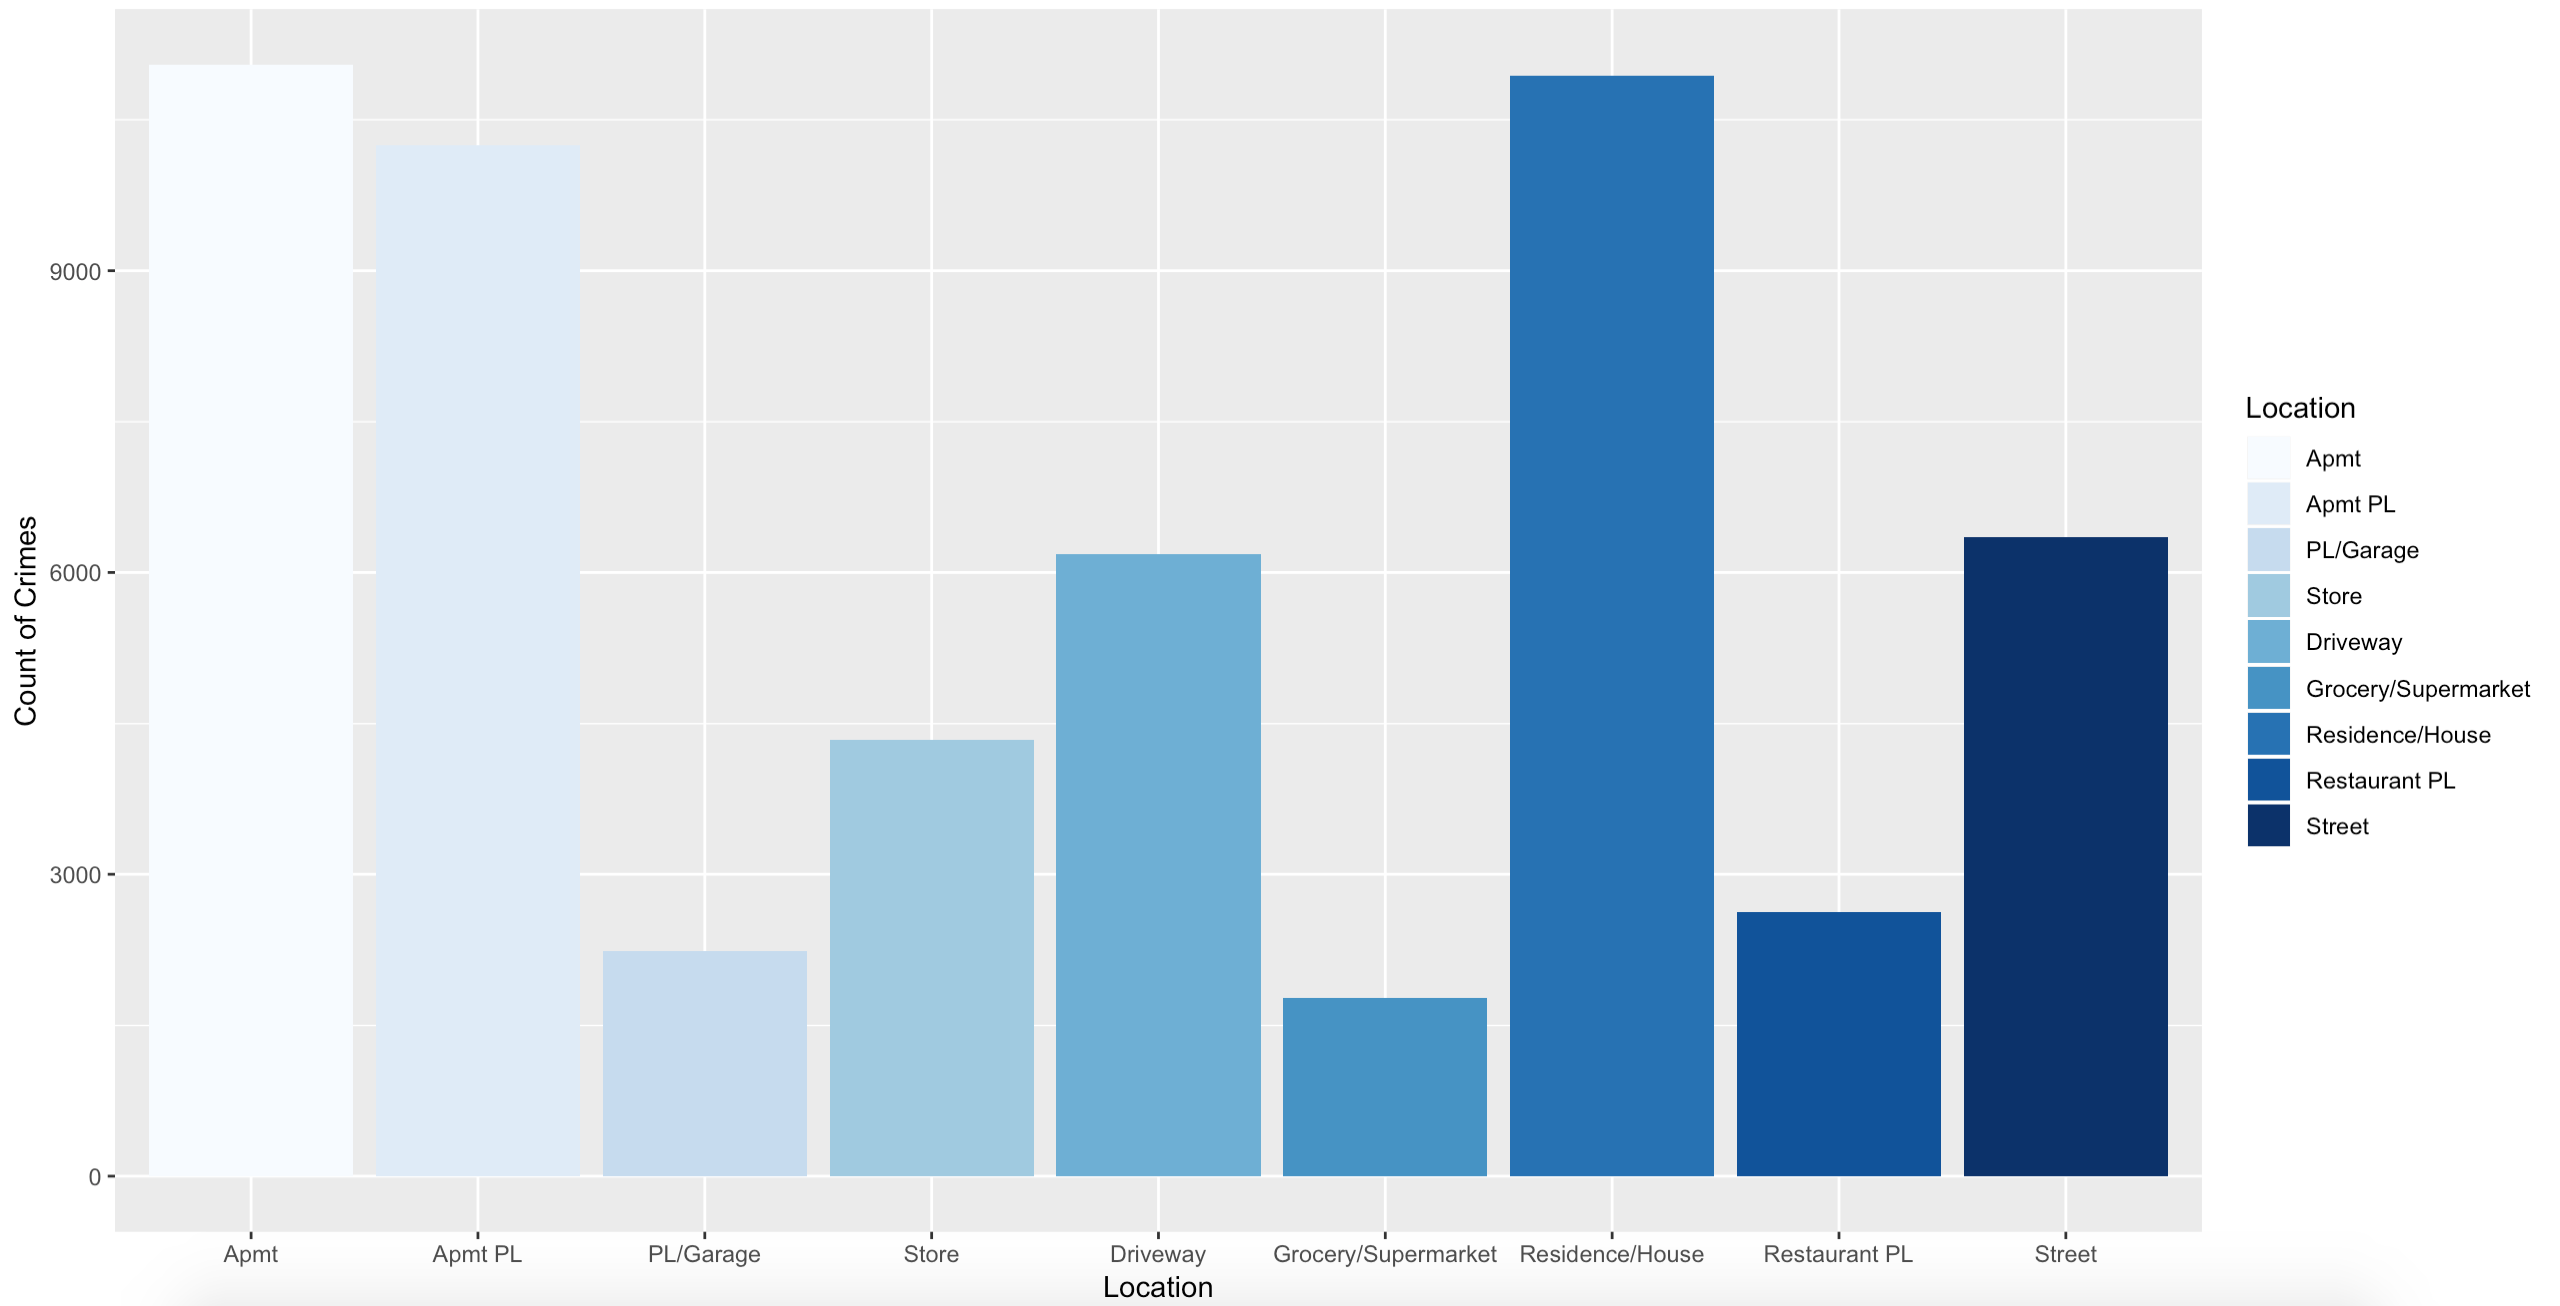 Count of Crimes
9000
6000
3000
0
Apmt
Apmt PL
PL/Garage
Store
Driveway
Grocery/Supermarket
Residence/House
Restaurant PL
Street
Location
Location
Apmt
Apmt PL
PL/Garage
Store
Driveway
Grocery/Supermarket
Residence/House
Restaurant PL
Street